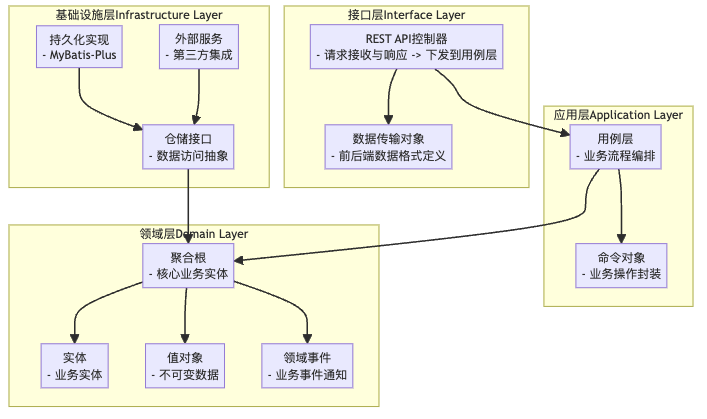 基础设施层Infrastructure Layer
持久化实现
- MyBatis-Plus
外部服务
- 第三方集成
仓储接口
- 数据访问抽象
接口层Interface Layer
REST API控制器
- 请求接收与响应 -> 下发到用例层
数据传输对象
- 前后端数据格式定义
应用层Application Layer
用例层
- 业务流程编排
命令对象
- 业务操作封装
领域层Domain Layer
聚合根
- 核心业务实体
实体
- 业务实体
值对象
- 不可变数据
领域事件
- 业务事件通知